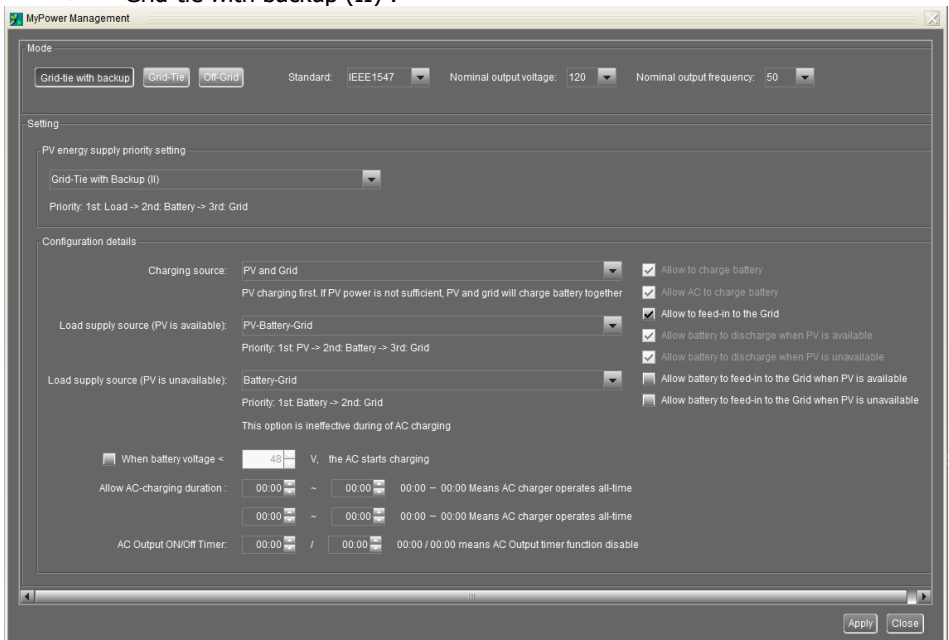 Grid-tie with backup (II) :
MyPower Management
Mode
Grid-tie with backup Grid-Tie Off-Grid Standard: IEEE1547 Nominal output voltage: 120 Nominal output frequency: 50
Setting
PV energy supply priority setting
Grid-Tie with Backup (II)
Priority: 1st: Load -> 2nd: Battery -> 3rd: Grid
Configuration details
Charging source: PV and Grid
PV charging first. If PV power is not sufficient, PV and grid will charge battery together
Load supply source (PV is available): PV-Battery-Grid
Priority: 1st: PV -> 2nd: Battery -> 3rd: Grid
Load supply source (PV is unavailable): Battery-Grid
Priority: 1st: Battery -> 2nd: Grid
This option is ineffective during of AC charging
Allow to charge battery
Allow AC to charge battery
Allow to feed-in to the Grid
Allow battery to discharge when PV is available
Allow battery to discharge when PV is unavailable
Allow battery to feed-in to the Grid when PV is available
Allow battery to feed-in to the Grid when PV is unavailable
When battery voltage < 48 V, the AC starts charging
Allow AC-charging duration : 00:00 ~ 00:00 00:00 – 00:00 Means AC charger operates all-time
00:00 ~ 00:00 00:00 – 00:00 Means AC charger operates all-time
AC Output ON/Off Timer: 00:00 / 00:00 00:00 / 00:00 means AC Output timer function disable
Apply Close